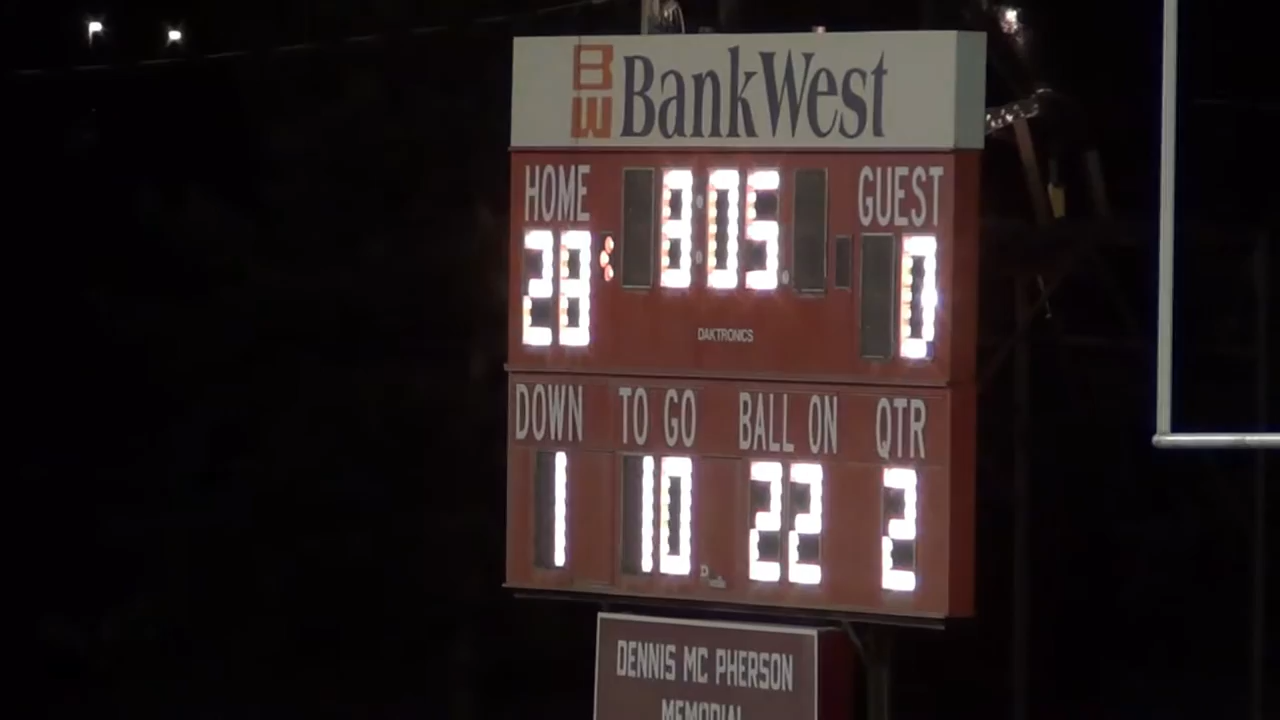 BW BankWest
HOME 8:05 GUEST
28 0
DAKTRONICS
DOWN TO GO BALL ON QTR
1 10 22 2
DENNIS MC PHERSON
MEMORIAL